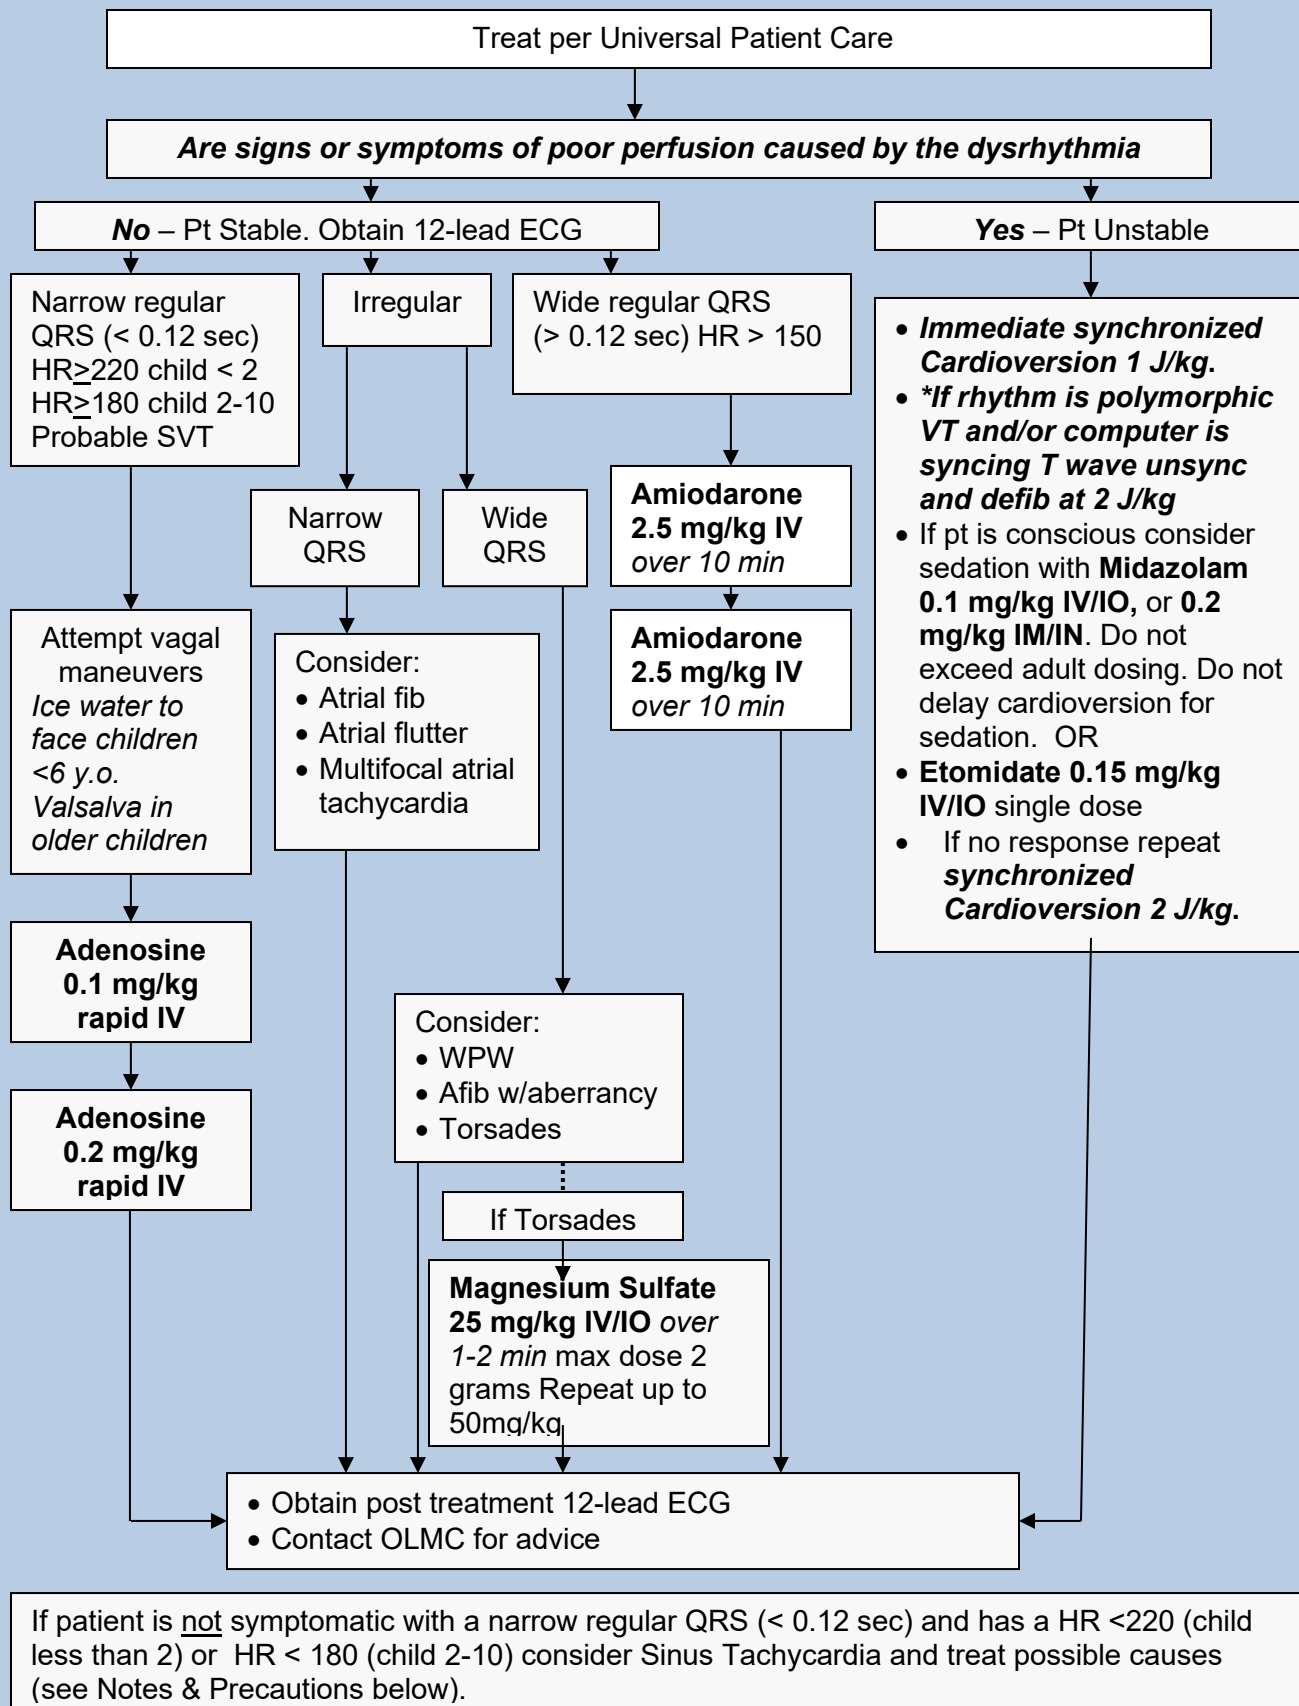 Treat per Universal Patient Care
Are signs or symptoms of poor perfusion caused by the dysrhythmia
No – Pt Stable. Obtain 12-lead ECG
Yes – Pt Unstable
Narrow regular
QRS (< 0.12 sec)
HR≥220 child < 2
HR≥180 child 2-10
Probable SVT
Irregular
Wide regular QRS
(> 0.12 sec) HR > 150
• Immediate synchronized
Cardioversion 1 J/kg.
• *If rhythm is polymorphic
VT and/or computer is
syncing T wave unsync
and defib at 2 J/kg
• If pt is conscious consider
sedation with Midazolam
0.1 mg/kg IV/IO, or 0.2
mg/kg IM/IN. Do not
exceed adult dosing. Do not
delay cardioversion for
sedation. OR
• Etomidate 0.15 mg/kg
IV/IO single dose
• If no response repeat
synchronized
Cardioversion 2 J/kg.
Narrow
QRS
Wide
QRS
Amiodarone
2.5 mg/kg IV
over 10 min
Amiodarone
2.5 mg/kg IV
over 10 min
Attempt vagal
maneuvers
Ice water to
face children
<6 y.o.
Valsalva in
older children
Consider:
• Atrial fib
• Atrial flutter
• Multifocal atrial
tachycardia
Adenosine
0.1 mg/kg
rapid IV
Adenosine
0.2 mg/kg
rapid IV
Consider:
• WPW
• Afib w/aberrancy
• Torsades
If Torsades
Magnesium Sulfate
25 mg/kg IV/IO over
1-2 min max dose 2
grams Repeat up to
50mg/kg
• Obtain post treatment 12-lead ECG
• Contact OLMC for advice
If patient is not symptomatic with a narrow regular QRS (< 0.12 sec) and has a HR <220 (child
less than 2) or HR < 180 (child 2-10) consider Sinus Tachycardia and treat possible causes
(see Notes & Precautions below).